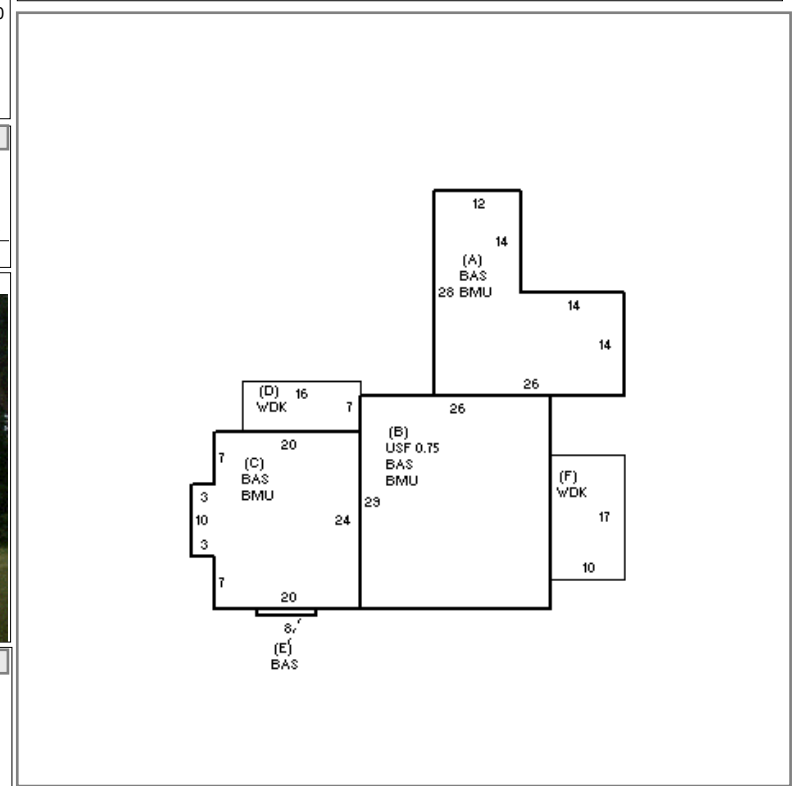 12
14
(A)
BAS
28 BMU
14
14
26
(D) 16
WDK 7
26
20
(B)
USF 0.75
BAS
BMU
7
(C)
BAS
BMU
3
10
3
24
29
(F)
WDK
17
10
7
20
8
(E)
BAS